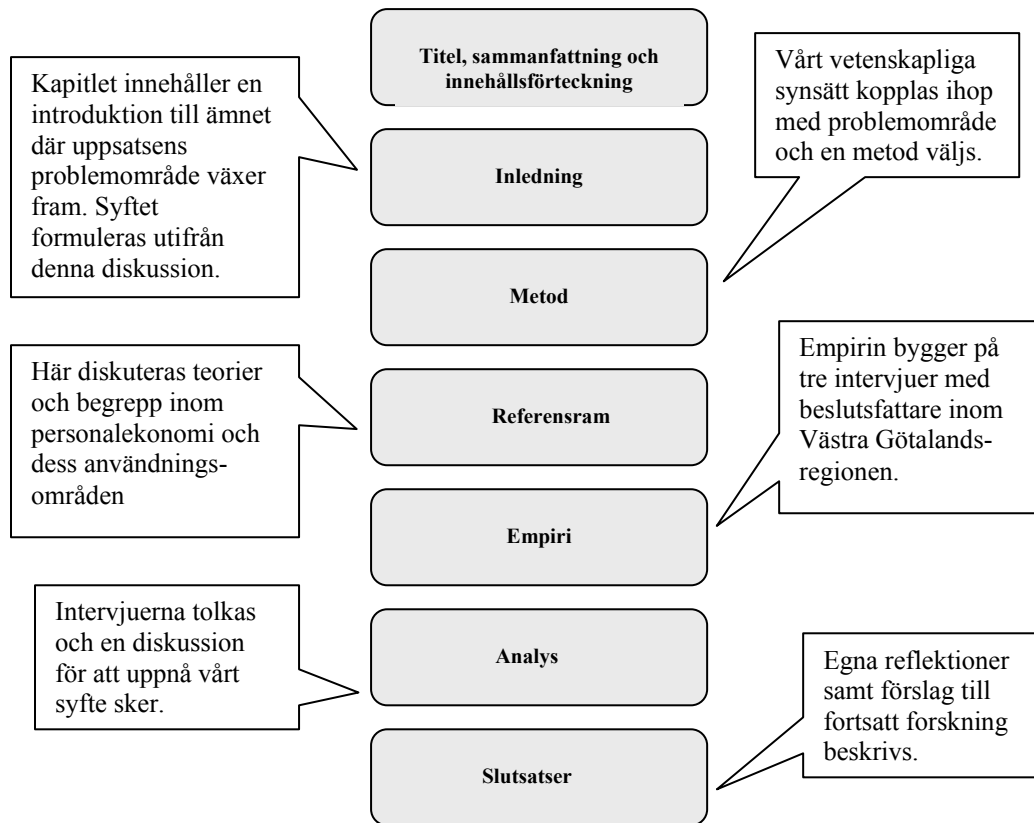 Titel, sammanfattning och
innehållsförteckning
Kapitlet innehåller en
introduktion till ämnet
där uppsatsens
problemområde växer
fram. Syftet
formuleras utifrån
denna diskussion.
Inledning
Vårt vetenskapliga
synsätt kopplas ihop
med problemområde
och en metod väljs.
Metod
Här diskuteras teorier
och begrepp inom
personalekonomi och
dess användnings-
områden
Referensram
Empirin bygger på
tre intervjuer med
beslutsfattare inom
Västra Götalands-
regionen.
Empiri
Intervjuerna tolkas
och en diskussion
för att uppnå vårt
syfte sker.
Analys
Egna reflektioner
samt förslag till
fortsatt forskning
beskrivs.
Slutsatser